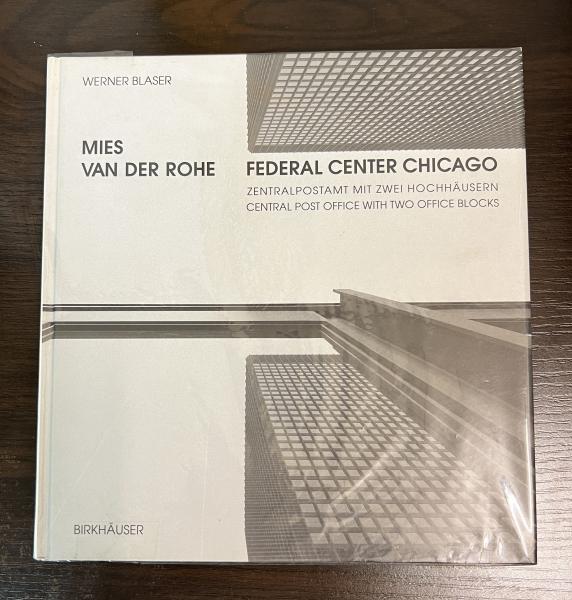 WERNER BLASER
MIES
VAN DER ROHE
FEDERAL CENTER CHICAGO
ZENTRALPOSTAMT MIT ZWEI HOCHHÄUSERN
CENTRAL POST OFFICE WITH TWO OFFICE BLOCKS
BIRKHÄUSER